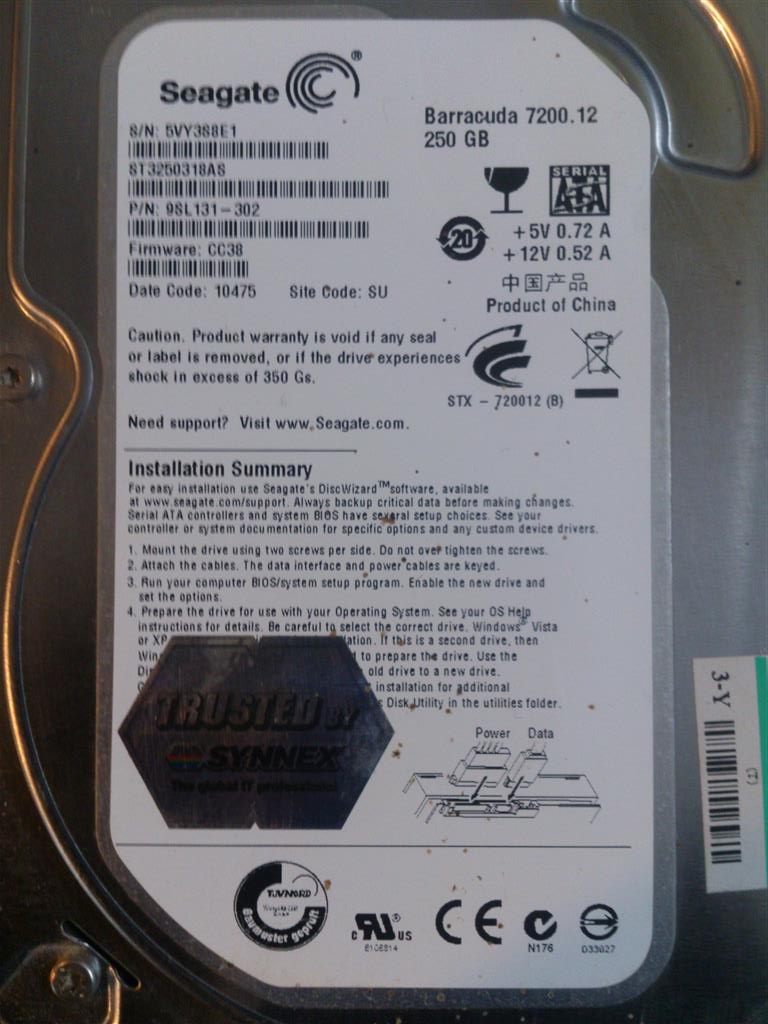 Seagate®
Barracuda 7200.12
250 GB
S/N: 5VY3S8E1
ST3250318AS
P/N: 9SL131-302
Firmware: CC38
Date Code: 10475 Site Code: SU
SERIAL
ATA
20
+5V 0.72 A
+12V 0.52 A
中国产品
Product of China
Caution. Product warranty is void if any seal
or label is removed, or if the drive experiences
shock in excess of 350 Gs.
STX - 720012 (B)
Need support? Visit www.Seagate.com.
Installation Summary
For easy installation use Seagate's DiscWizard™software, available
at www.seagate.com/support. Always backup critical data before making changes.
Serial ATA controllers and system BIOS have several setup choices. See your
controller or system documentation for specific options and any custom device drivers.
1. Mount the drive using two screws per side. Do not over tighten the screws.
2. Attach the cables. The data interface and power cables are keyed.
3. Run your computer BIOS/system setup program. Enable the new drive and
set the options.
4. Prepare the drive for use with your Operating System. See your OS Help
instructions for details. Be careful to select the correct drive. Windows® Vista
or XP If this is a second drive, then
to prepare the drive. Use the
old drive to a new drive.
installation for additional
Disk Utility in the utilities folder.
TRUSTED BY
SYNNEX
The global IT professional
Power Data
TUV NORD
Baumuster geprüft
c RU® US
E106814
CE
N176
D33027
3-Y
(T)